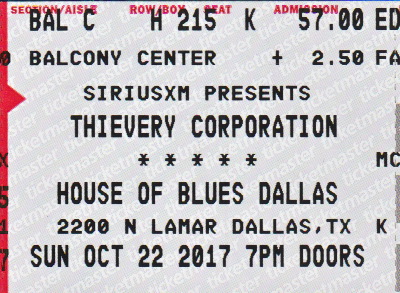 SECTION/AISLE ROW/BOX SEAT ADMISSION
BAL C H 215 K 57.00 ED
BALCONY CENTER + 2.50 FA
SIRIUSXM PRESENTS
THIEVERY CORPORATION
* * * * * MC
HOUSE OF BLUES DALLAS
2200 N LAMAR DALLAS,TX K
SUN OCT 22 2017 7PM DOORS